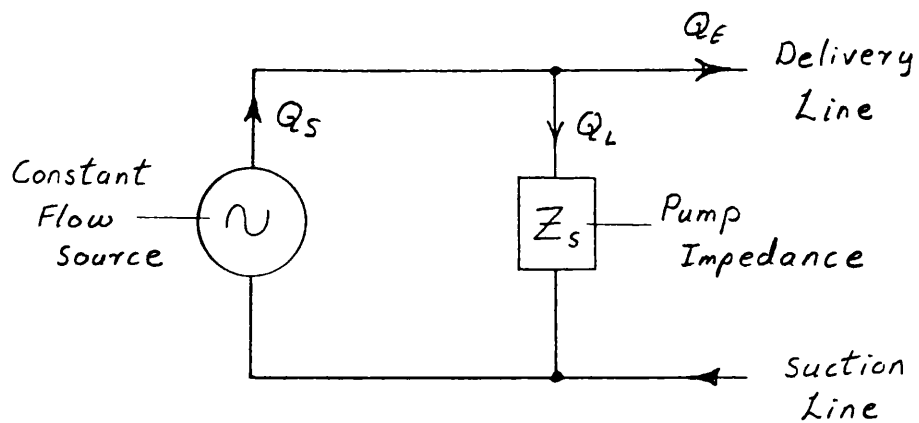 Q_E
Delivery
Line
Q_S
Q_L
Constant
Flow
Source
Z_S
Pump
Impedance
Suction
Line